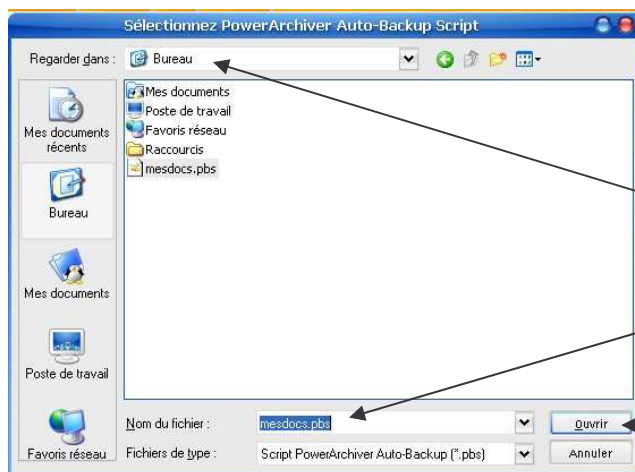 Sélectionnez PowerArchiver Auto-Backup Script
Regarder dans : Bureau
Mes documents récents
Bureau
Mes documents
Poste de travail
Favoris réseau
Mes documents
Poste de travail
Favoris réseau
Raccourcis
mesdocs.pbs
Nom du fichier : mesdocs.pbs Ouvrir
Fichiers de type : Script PowerArchiver Auto-Backup (*.pbs) Annuler